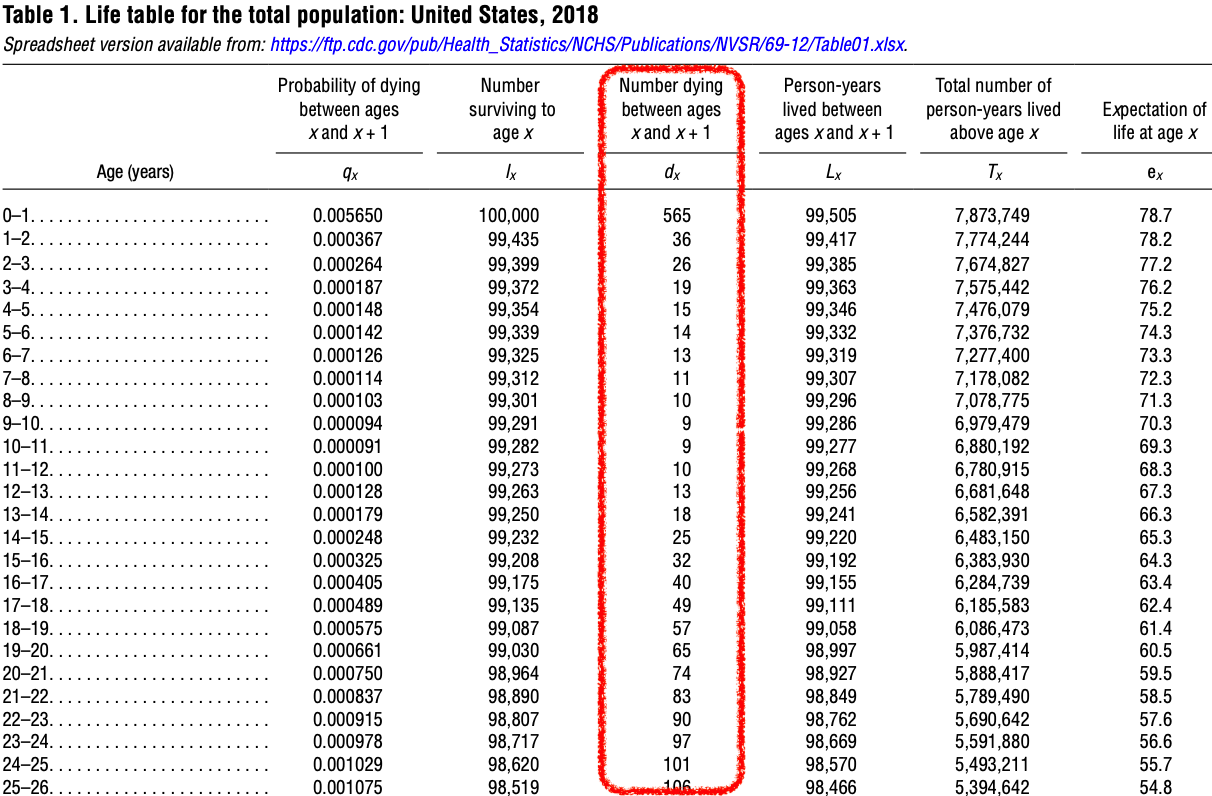 Table 1. Life table for the total population: United States, 2018
Spreadsheet version available from: https://ftp.cdc.gov/pub/Health_Statistics/NCHS/Publications/NVSR/69-12/Table01.xlsx.
Probability of dying between ages x and x + 1 Number surviving to age x Number dying between ages x and x + 1 Person-years lived between ages x and x + 1 Total number of person-years lived above age x Expectation of life at age x
Age (years) qx lx dx Lx Tx ex
0–1. . . . . . . . . . . . . . . . . . . . . . . . . . 0.005650 100,000 565 99,505 7,873,749 78.7
1–2. . . . . . . . . . . . . . . . . . . . . . . . . . 0.000367 99,435 36 99,417 7,774,244 78.2
2–3. . . . . . . . . . . . . . . . . . . . . . . . . . 0.000264 99,399 26 99,385 7,674,827 77.2
3–4. . . . . . . . . . . . . . . . . . . . . . . . . . 0.000187 99,372 19 99,363 7,575,442 76.2
4–5. . . . . . . . . . . . . . . . . . . . . . . . . . 0.000148 99,354 15 99,346 7,476,079 75.2
5–6. . . . . . . . . . . . . . . . . . . . . . . . . . 0.000142 99,339 14 99,332 7,376,732 74.3
6–7. . . . . . . . . . . . . . . . . . . . . . . . . . 0.000126 99,325 13 99,319 7,277,400 73.3
7–8. . . . . . . . . . . . . . . . . . . . . . . . . . 0.000114 99,312 11 99,307 7,178,082 72.3
8–9. . . . . . . . . . . . . . . . . . . . . . . . . . 0.000103 99,301 10 99,296 7,078,775 71.3
9–10. . . . . . . . . . . . . . . . . . . . . . . . . 0.000094 99,291 9 99,286 6,979,479 70.3
10–11. . . . . . . . . . . . . . . . . . . . . . . . 0.000091 99,282 9 99,277 6,880,192 69.3
11–12. . . . . . . . . . . . . . . . . . . . . . . . 0.000100 99,273 10 99,268 6,780,915 68.3
12–13. . . . . . . . . . . . . . . . . . . . . . . . 0.000128 99,263 13 99,256 6,681,648 67.3
13–14. . . . . . . . . . . . . . . . . . . . . . . . 0.000179 99,250 18 99,241 6,582,391 66.3
14–15. . . . . . . . . . . . . . . . . . . . . . . . 0.000248 99,232 25 99,220 6,483,150 65.3
15–16. . . . . . . . . . . . . . . . . . . . . . . . 0.000325 99,208 32 99,192 6,383,930 64.3
16–17. . . . . . . . . . . . . . . . . . . . . . . . 0.000405 99,175 40 99,155 6,284,739 63.4
17–18. . . . . . . . . . . . . . . . . . . . . . . . 0.000489 99,135 49 99,111 6,185,583 62.4
18–19. . . . . . . . . . . . . . . . . . . . . . . . 0.000575 99,087 57 99,058 6,086,473 61.4
19–20. . . . . . . . . . . . . . . . . . . . . . . . 0.000661 99,030 65 98,997 5,987,414 60.5
20–21. . . . . . . . . . . . . . . . . . . . . . . . 0.000750 98,964 74 98,927 5,888,417 59.5
21–22. . . . . . . . . . . . . . . . . . . . . . . . 0.000837 98,890 83 98,849 5,789,490 58.5
22–23. . . . . . . . . . . . . . . . . . . . . . . . 0.000915 98,807 90 98,762 5,690,642 57.6
23–24. . . . . . . . . . . . . . . . . . . . . . . . 0.000978 98,717 97 98,669 5,591,880 56.6
24–25. . . . . . . . . . . . . . . . . . . . . . . . 0.001029 98,620 101 98,570 5,493,211 55.7
25–26. . . . . . . . . . . . . . . . . . . . . . . . 0.001075 98,519 106 98,466 5,394,642 54.8